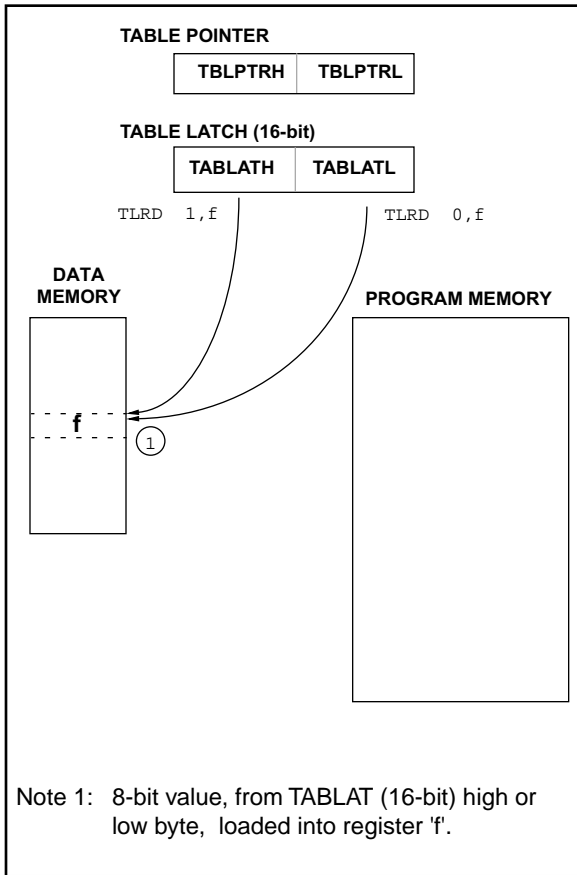 TABLE POINTER
TBLPTRH TBLPTRL
TABLE LATCH (16-bit)
TABLATH TABLATL
TLRD 1,f TLRD 0,f
DATA
MEMORY
PROGRAM MEMORY
f
1
Note 1: 8-bit value, from TABLAT (16-bit) high or
low byte, loaded into register 'f'.